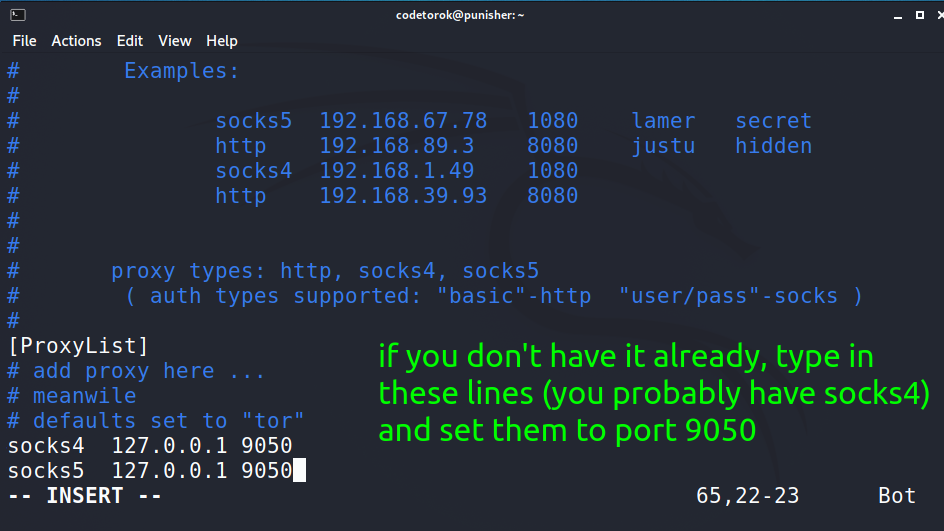 codetorok@punisher: ~
File Actions Edit View Help
# Examples:
#
# socks5 192.168.67.78 1080 lamer secret
# http 192.168.89.3 8080 justu hidden
# socks4 192.168.1.49 1080
# http 192.168.39.93 8080
#
#
# proxy types: http, socks4, socks5
# ( auth types supported: "basic"-http "user/pass"-socks )
#
[ProxyList]
# add proxy here ...
# meanwile
# defaults set to "tor"
socks4 127.0.0.1 9050
socks5 127.0.0.1 9050
if you don't have it already, type in
these lines (you probably have socks4)
and set them to port 9050
-- INSERT -- 65,22-23 Bot